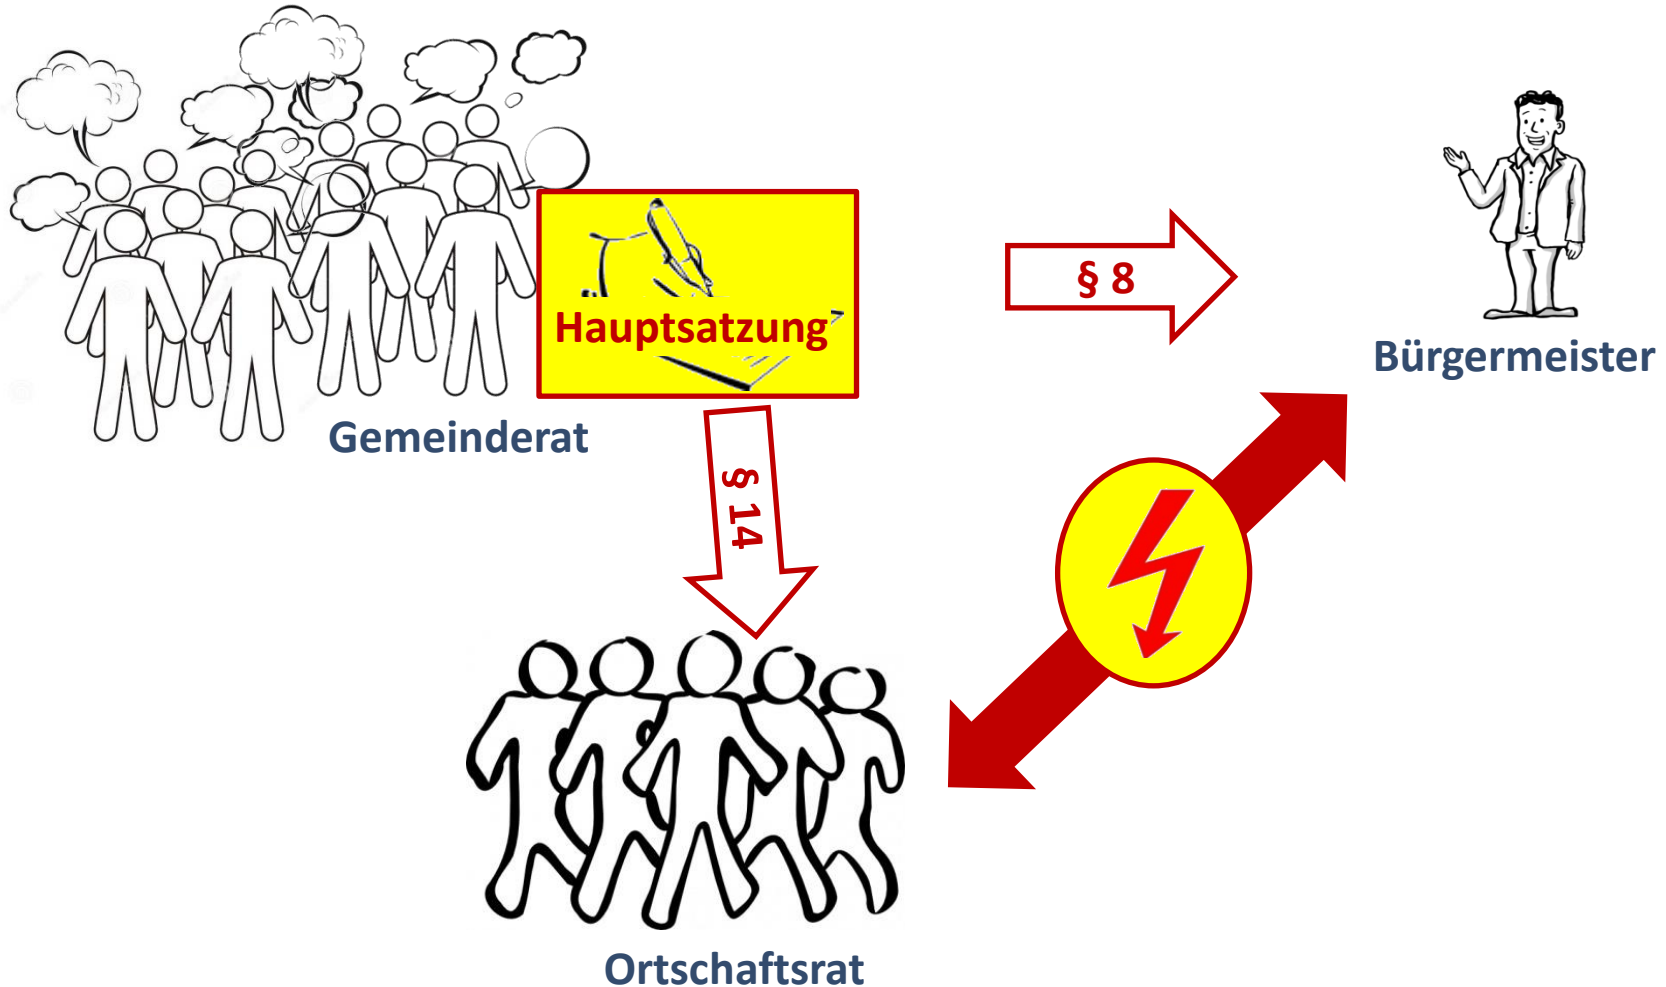 Hauptsatzung
§ 8
Bürgermeister
Gemeinderat
§ 14
Ortschaftsrat